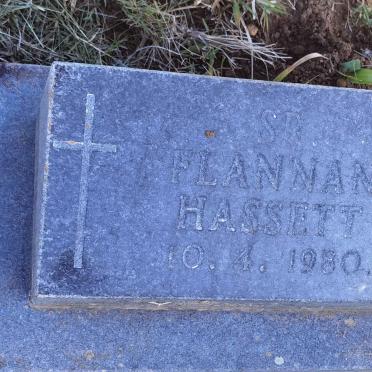 SR
FLANNAN
HASSETT
10. 4. 1980.